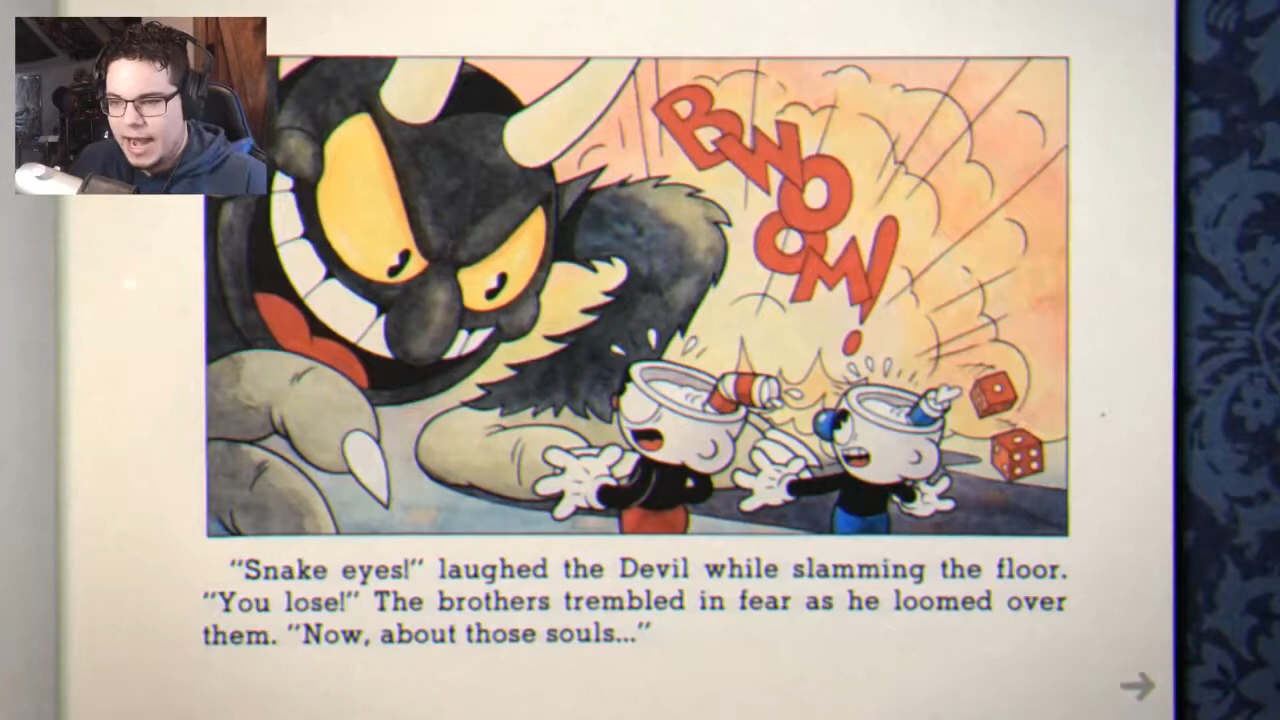 BWOOM!
“Snake eyes!” laughed the Devil while slamming the floor.
“You lose!” The brothers trembled in fear as he loomed over
them. “Now, about those souls...”